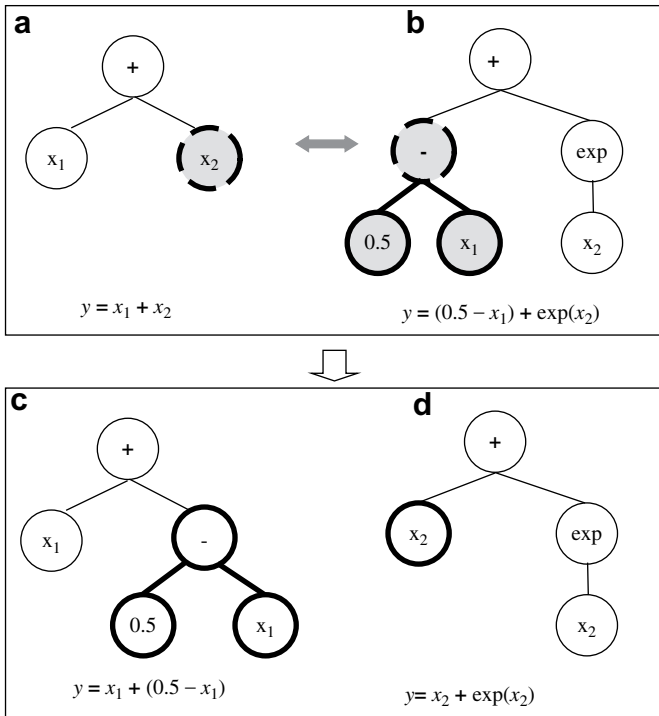 a
b
+
+
x₁
x₂
-
exp
0.5
x₁
x₂
y = x₁ + x₂
y = (0.5 − x₁) + exp(x₂)
c
d
+
+
x₁
-
x₂
exp
0.5
x₁
x₂
y = x₁ + (0.5 − x₁)
y= x₂ + exp(x₂)